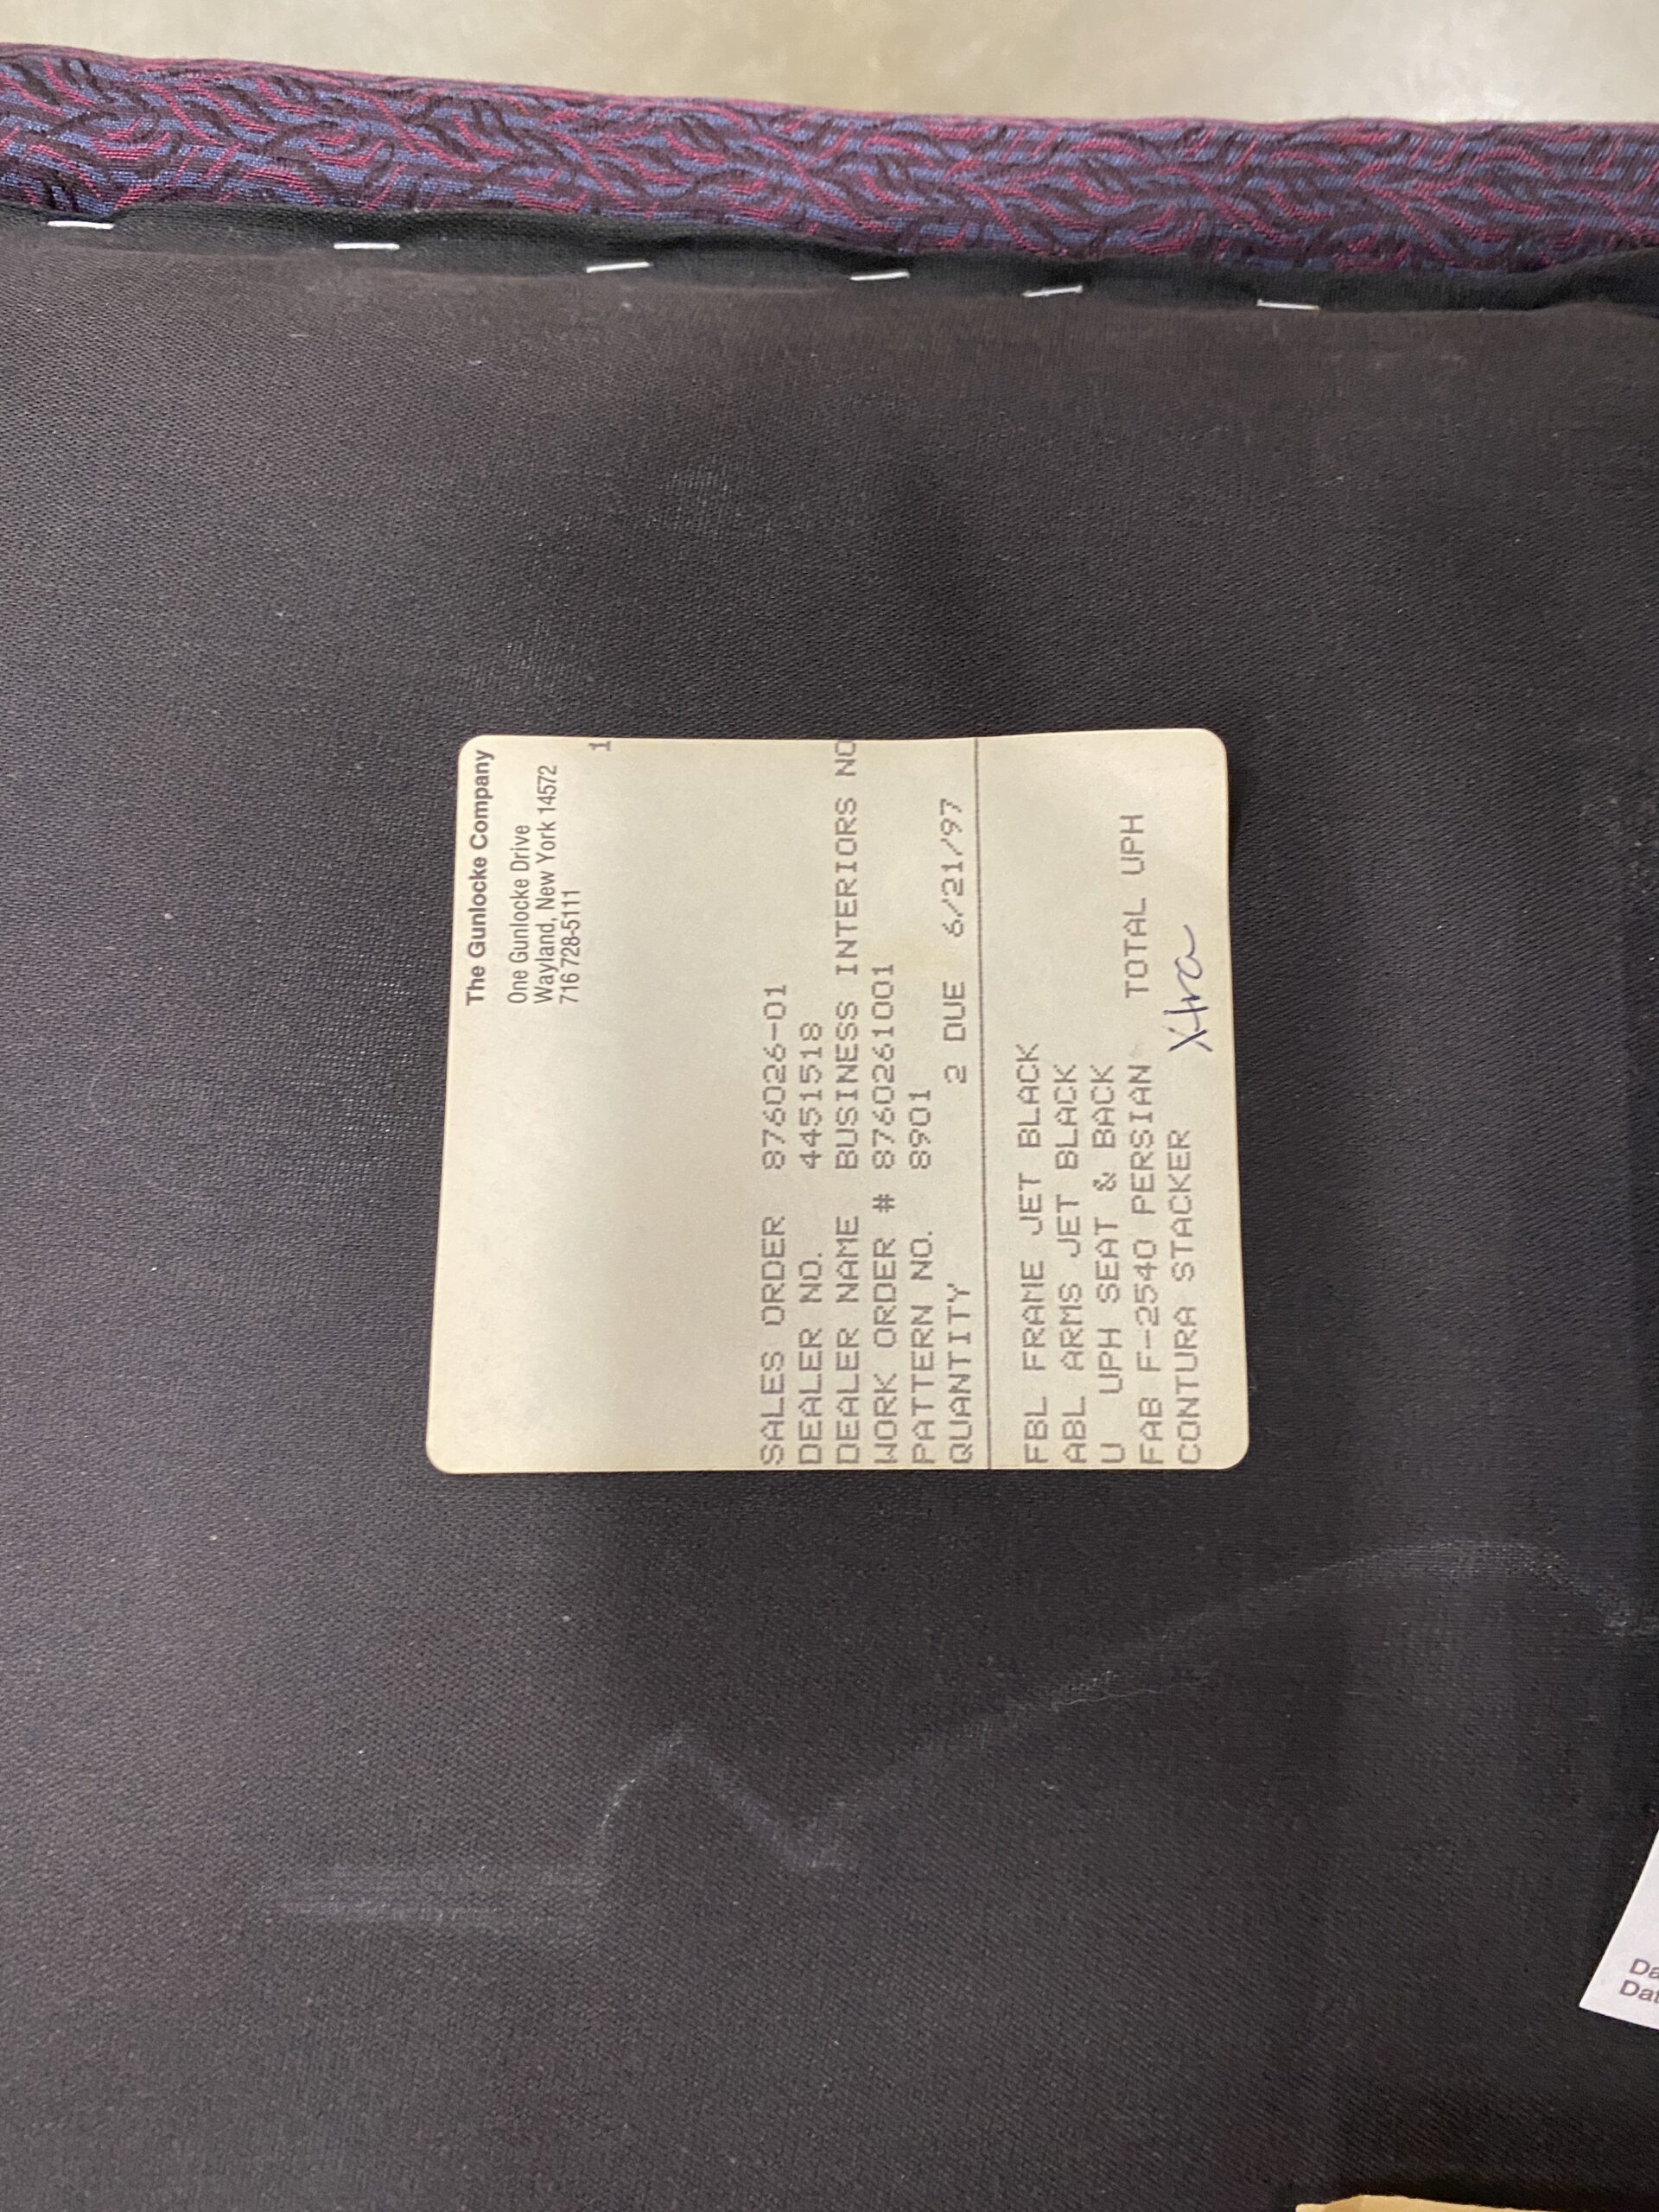 The Gunlocke Company
One Gunlocke Drive
Wayland, New York 14572
716 728-5111
1
SALES ORDER 876026-01
DEALER NO. 4451518
DEALER NAME BUSINESS INTERIORS NO
WORK ORDER # 8760261001
PATTERN NO. 8901
QUANTITY 2 DUE 6/21/97
FBL FRAME JET BLACK
ABL ARMS JET BLACK
U UPH SEAT & BACK
FAB F-2540 PERSIAN TOTAL UPH
CONTURA STACKER Xtra
Da
Dat